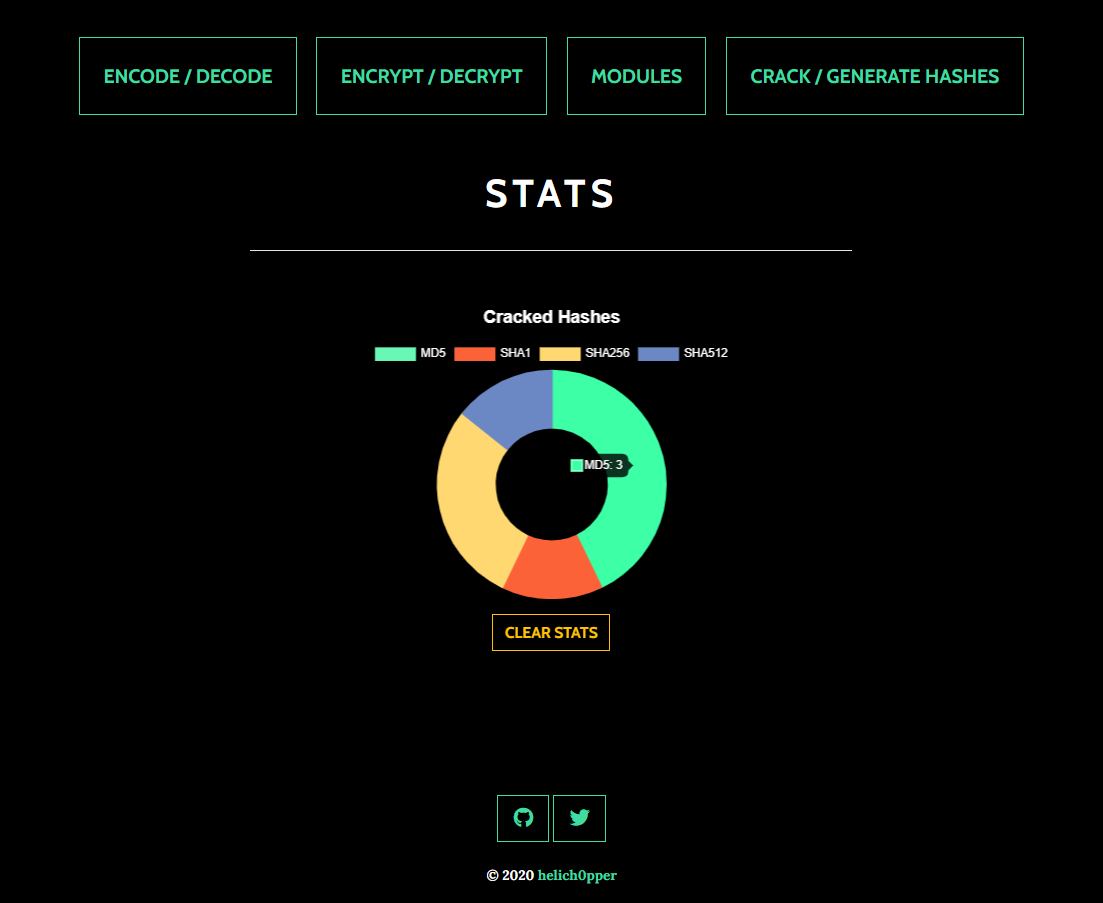 ENCODE / DECODE ENCRYPT / DECRYPT MODULES CRACK / GENERATE HASHES
STATS
Cracked Hashes
MD5 SHA1 SHA256 SHA512
MD5: 3
CLEAR STATS
© 2020 helich0pper